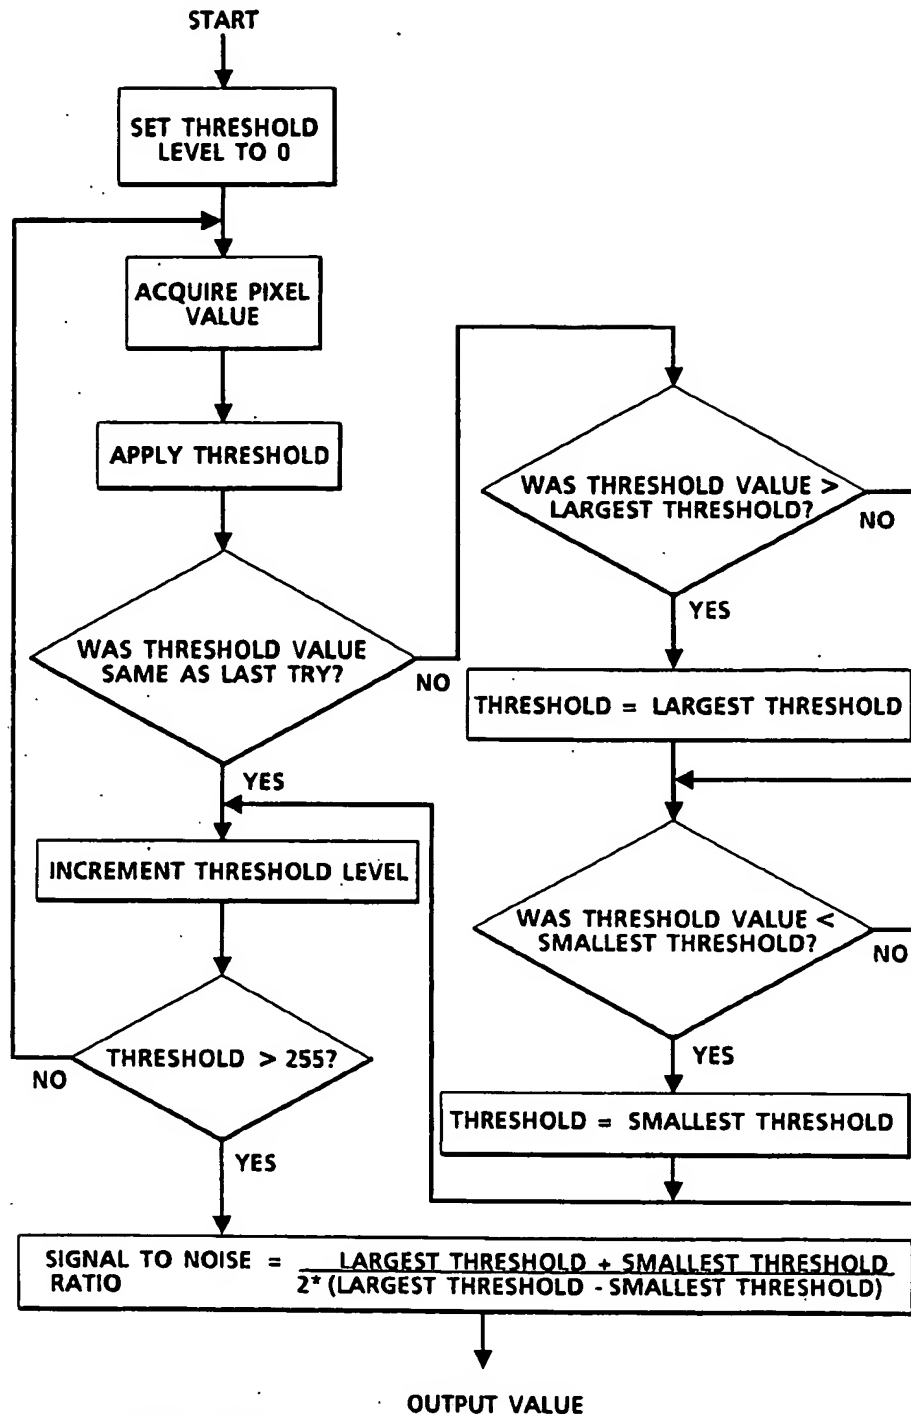 START
SET THRESHOLD
LEVEL TO 0
ACQUIRE PIXEL
VALUE
APPLY THRESHOLD
WAS THRESHOLD VALUE
SAME AS LAST TRY?
NO
YES
INCREMENT THRESHOLD LEVEL
THRESHOLD > 255?
NO
YES
WAS THRESHOLD VALUE >
LARGEST THRESHOLD?
NO
YES
THRESHOLD = LARGEST THRESHOLD
WAS THRESHOLD VALUE <
SMALLEST THRESHOLD?
NO
YES
THRESHOLD = SMALLEST THRESHOLD
SIGNAL TO NOISE = LARGEST THRESHOLD + SMALLEST THRESHOLD
RATIO 2* (LARGEST THRESHOLD - SMALLEST THRESHOLD)
OUTPUT VALUE